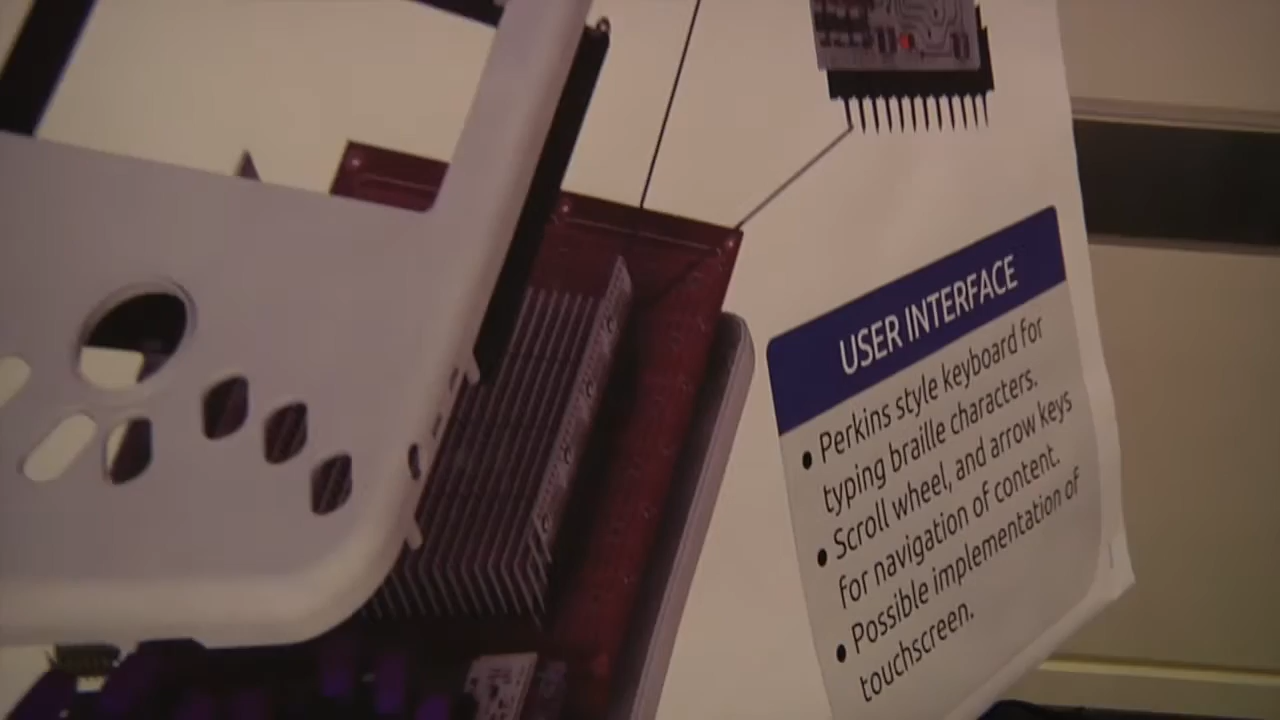 USER INTERFACE
• Perkins style keyboard for
typing braille characters.
• Scroll wheel, and arrow keys
for navigation of content.
• Possible implementation of
touchscreen.